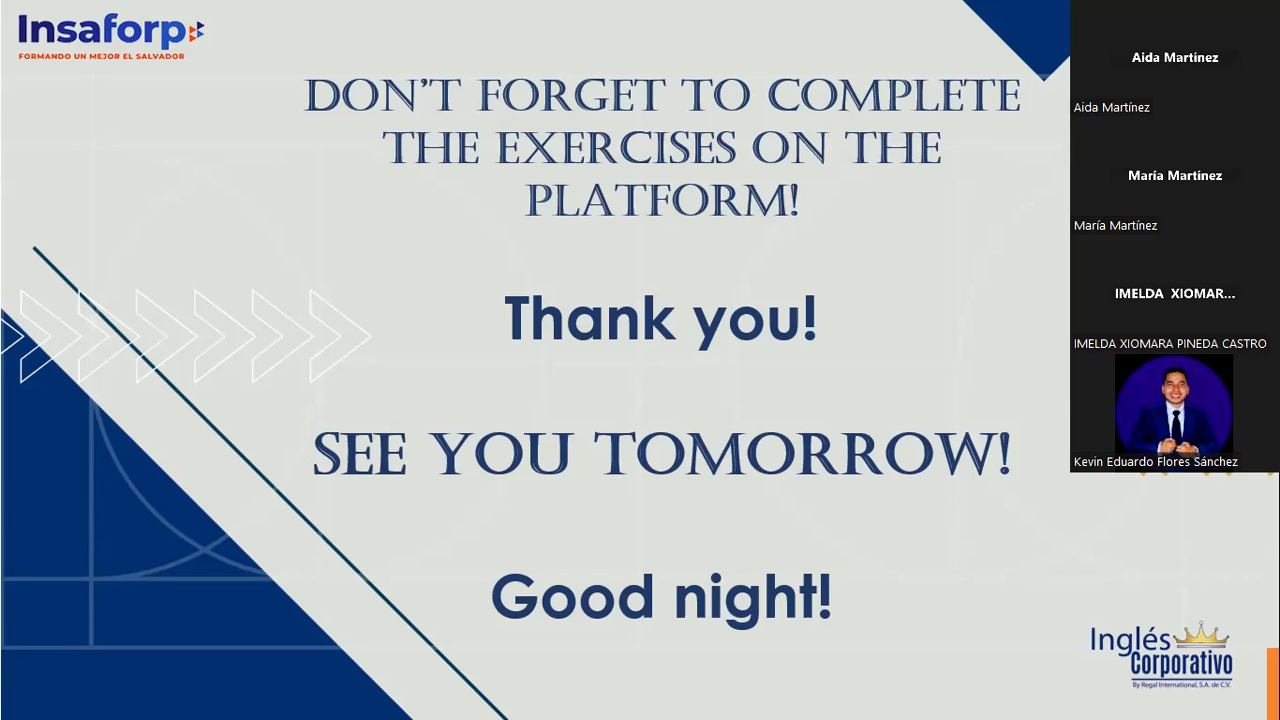 Insaforp
FORMANDO UN MEJOR EL SALVADOR
DON'T FORGET TO COMPLETE
THE EXERCISES ON THE
PLATFORM!
Thank you!
SEE YOU TOMORROW!
Good night!
Aida Martínez
Aida Martínez
María Martínez
María Martínez
IMELDA XIOMAR...
IMELDA XIOMARA PINEDA CASTRO
Kevin Eduardo Flores Sánchez
Inglés
Corporativo
By Regal International, S.A. de C.V.